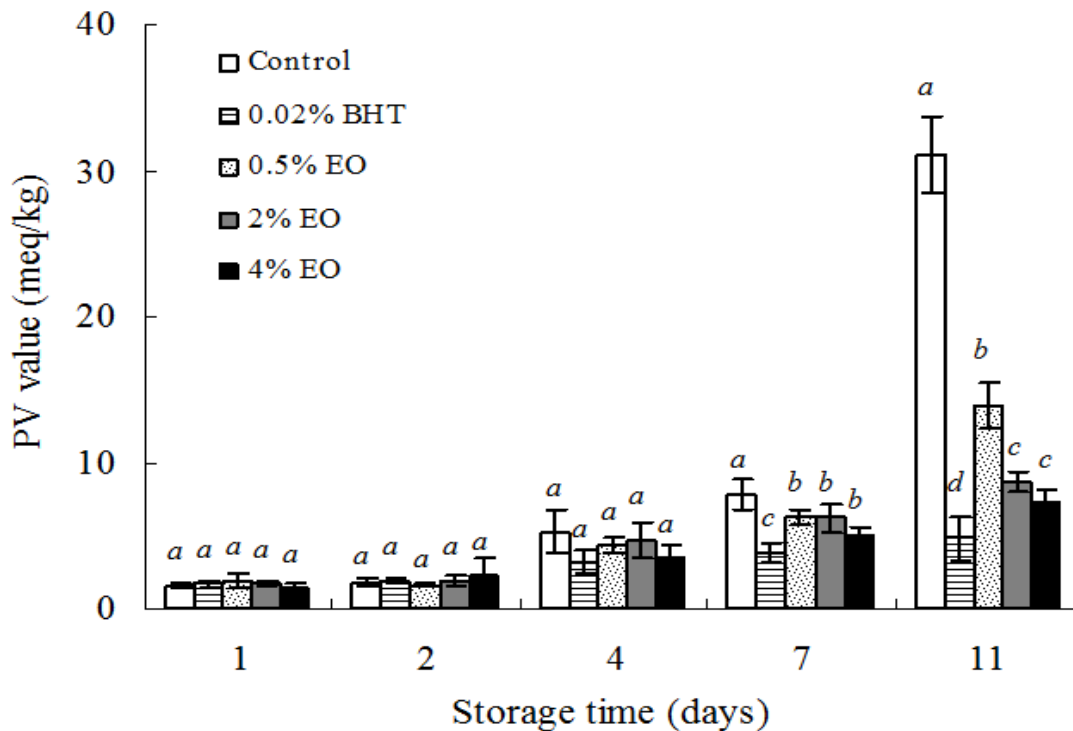 40
30
20
10
0
PV value (meq/kg)
Control
0.02% BHT
0.5% EO
2% EO
4% EO
a a a a a
a a a a a
a a a a a
a c b b b
a d b c c
1 2 4 7 11
Storage time (days)